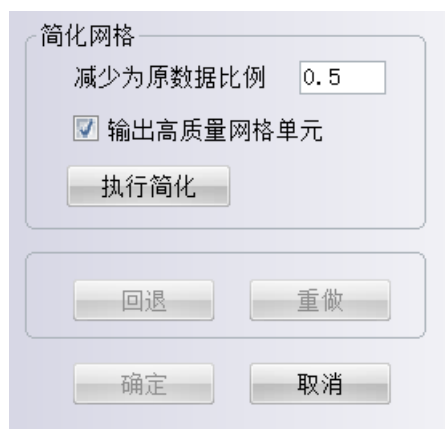 简化网格
减少为原数据比例 0.5
输出高质量网格单元
执行简化
回退 重做
确定 取消